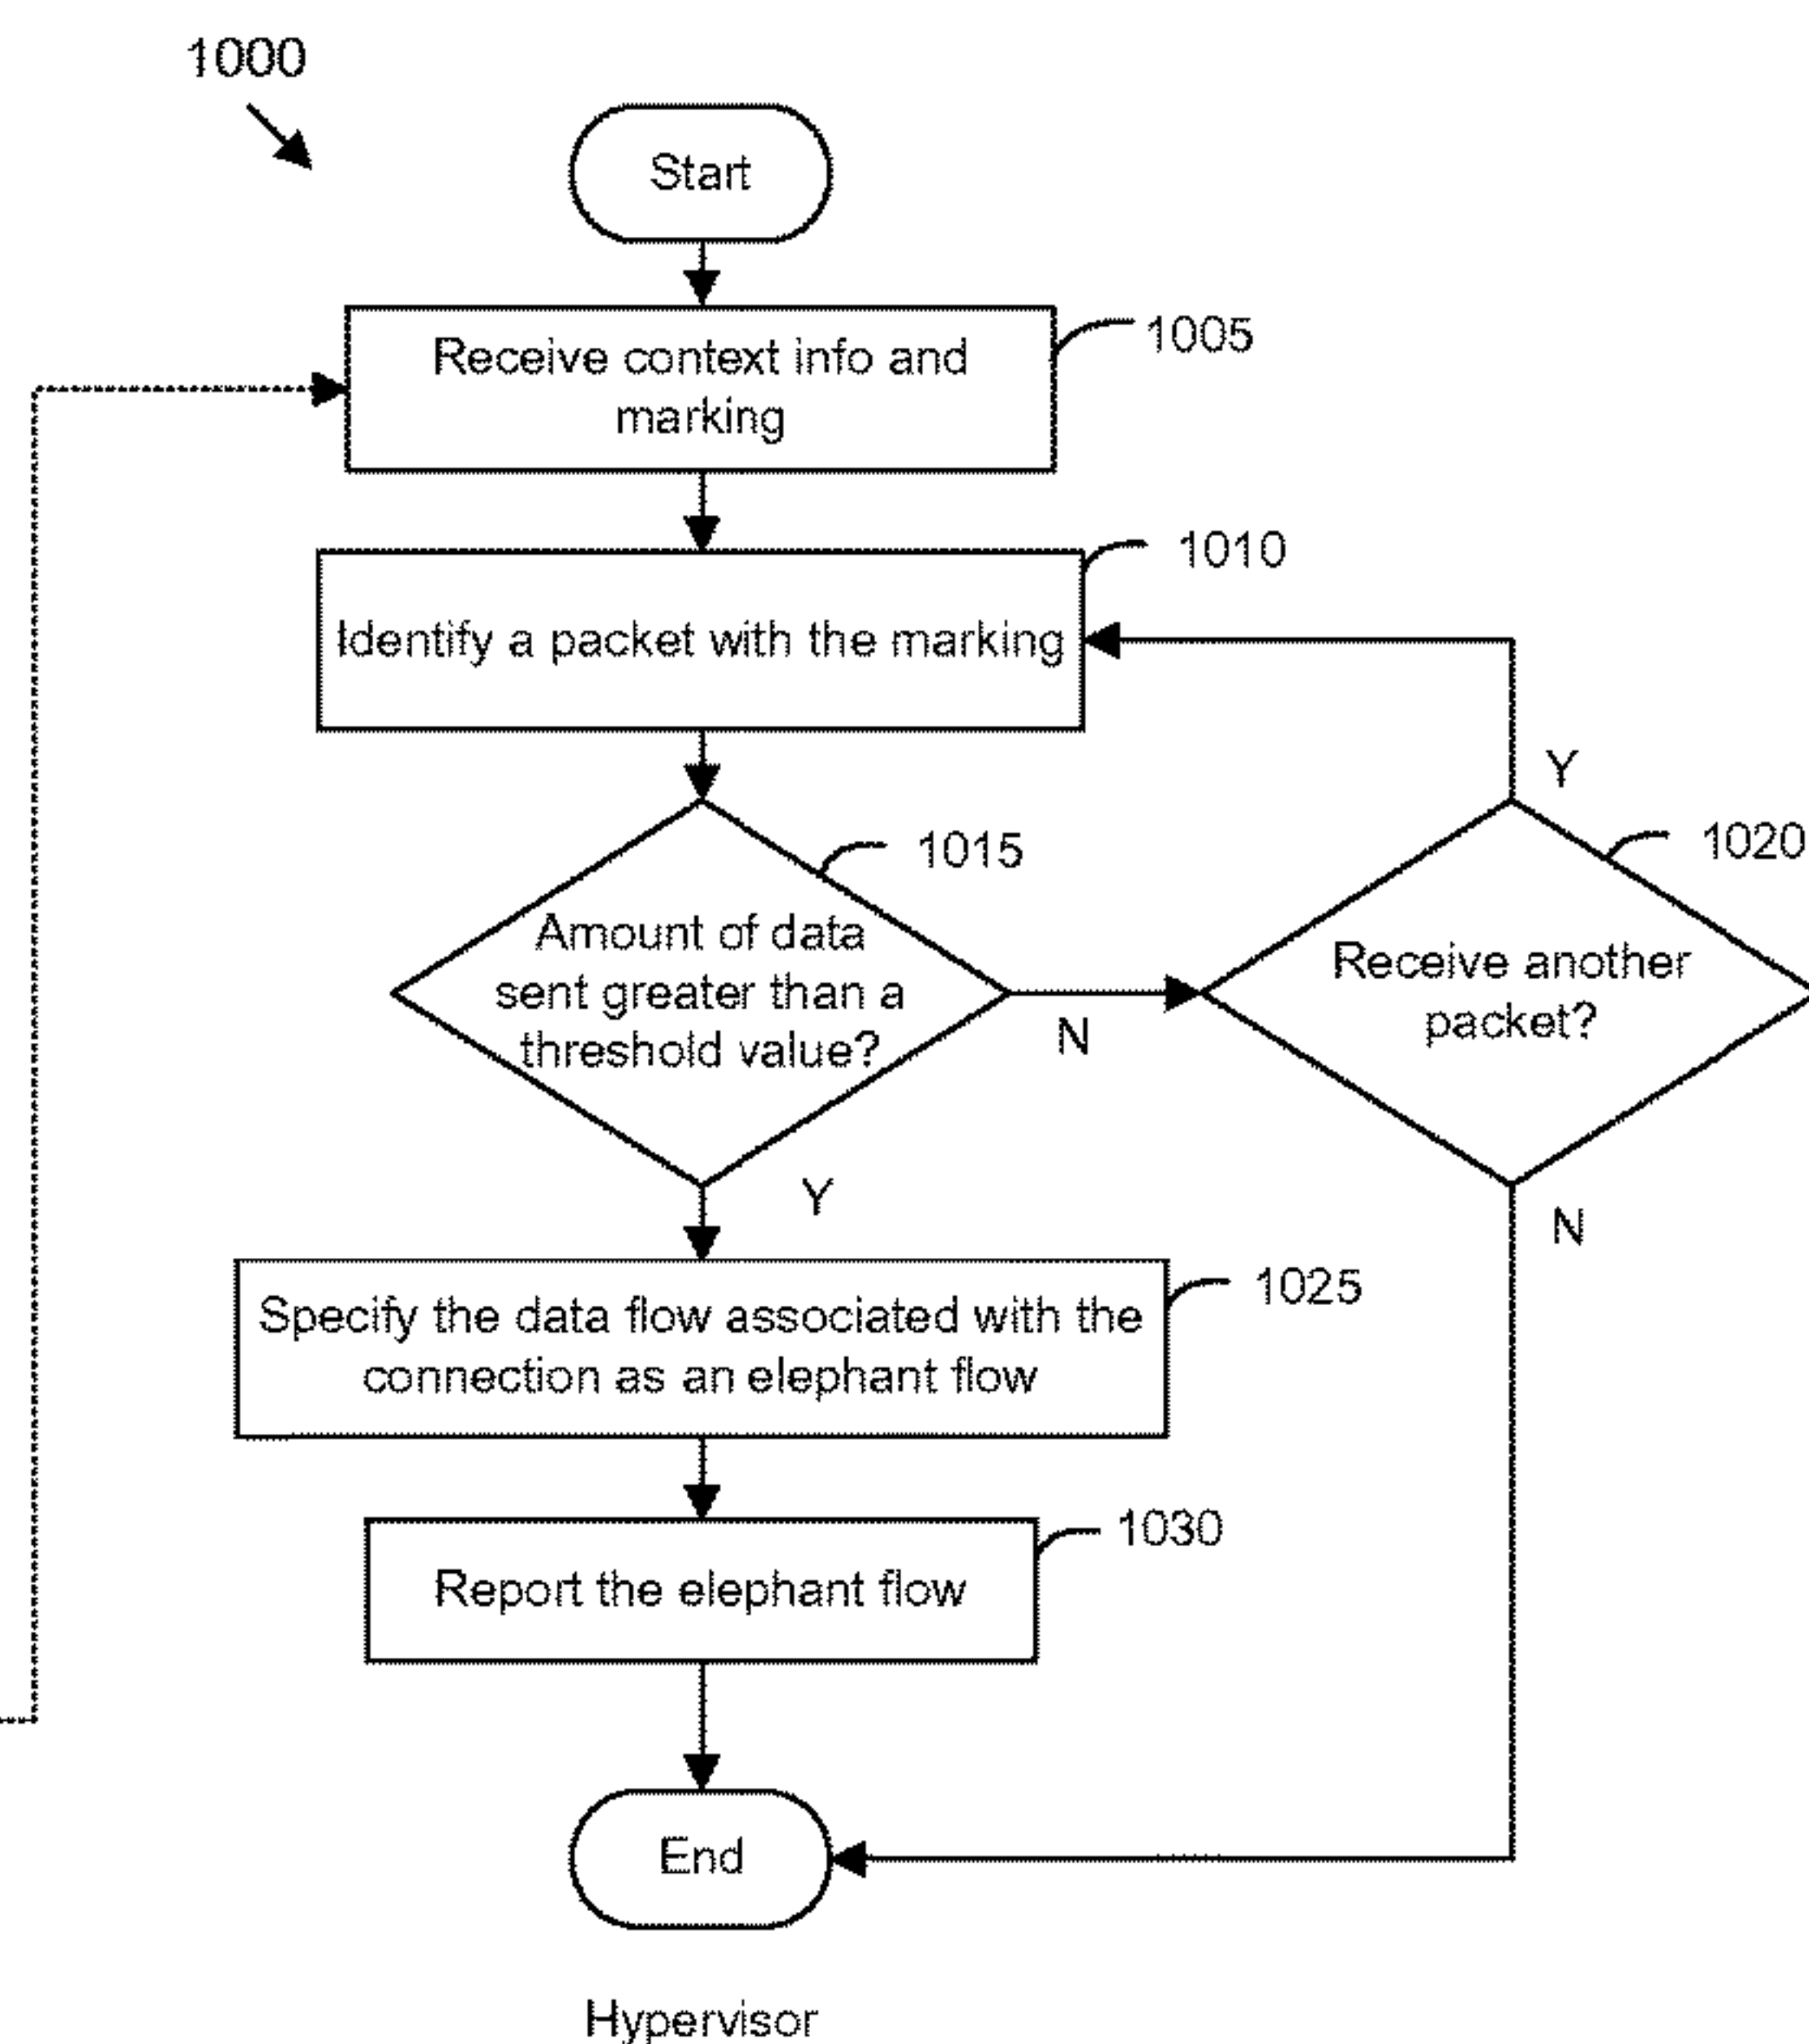 1000
Start
Receive context info and
marking
1005
Identify a packet with the marking
1010
Amount of data
sent greater than a
threshold value?
1015
N
Y
Receive another
packet?
1020
Y
N
Specify the data flow associated with the
connection as an elephant flow
1025
Report the elephant flow
1030
End
Hypervisor